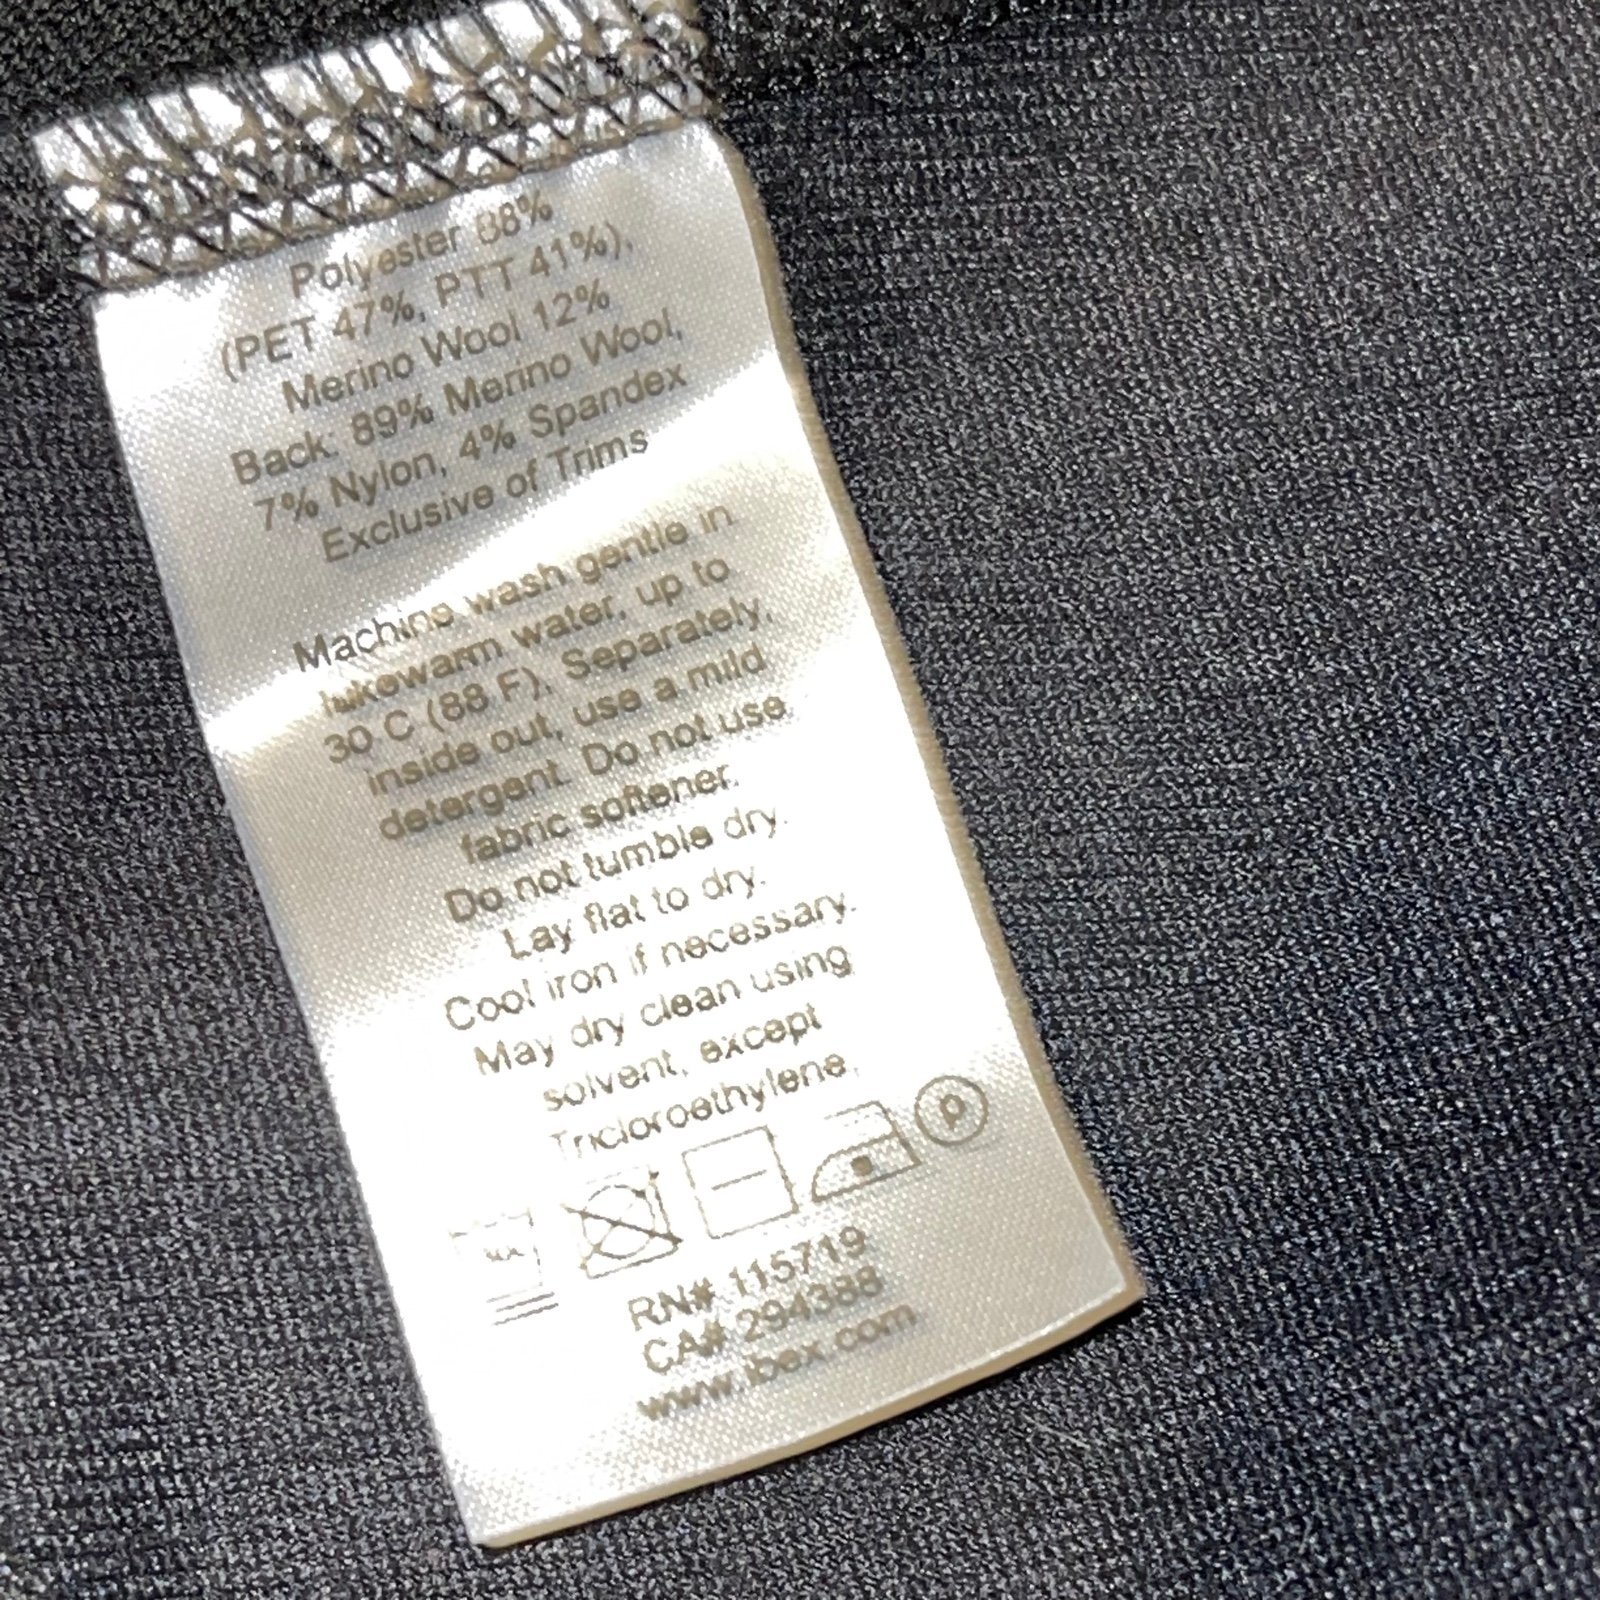 Polyester 88%
(PET 47%, PTT 41%),
Merino Wool 12%
Back: 89% Merino Wool,
7% Nylon, 4% Spandex
Exclusive of Trims
Machine wash gentle in
lukewarm water, up to
30 C (88 F). Separately,
inside out, use a mild
detergent. Do not use
fabric softener.
Do not tumble dry.
Lay flat to dry.
Cool iron if necessary.
May dry clean using
solvent, except
Tricloroethylene.
P
RN# 115719
CA# 294388
www.ibex.com